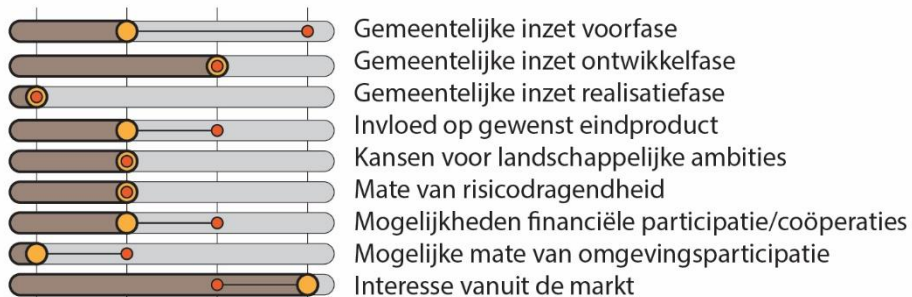 Gemeentelijke inzet voorfase
Gemeentelijke inzet ontwikkelfase
Gemeentelijke inzet realisatiefase
Invloed op gewenst eindproduct
Kansen voor landschappelijke ambities
Mate van risicodragendheid
Mogelijkheden financiële participatie/coöperaties
Mogelijke mate van omgevingsparticipatie
Interesse vanuit de markt